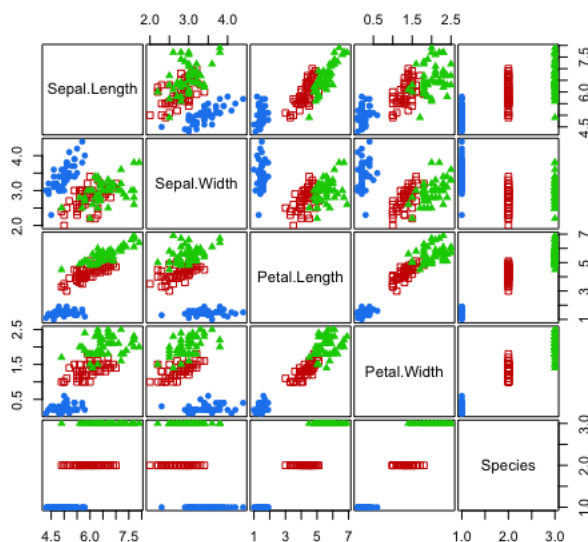 2.0 3.0 4.0
0.5 1.5 2.5
Sepal.Length
4.5 6.0 7.5
2.0 3.0 4.0
Sepal.Width
Petal.Length
1 3 5 7
0.5 1.5 2.5
Petal.Width
Species
1.0 2.0 3.0
4.5 6.0 7.5
1 3 5 7
1.0 2.0 3.0